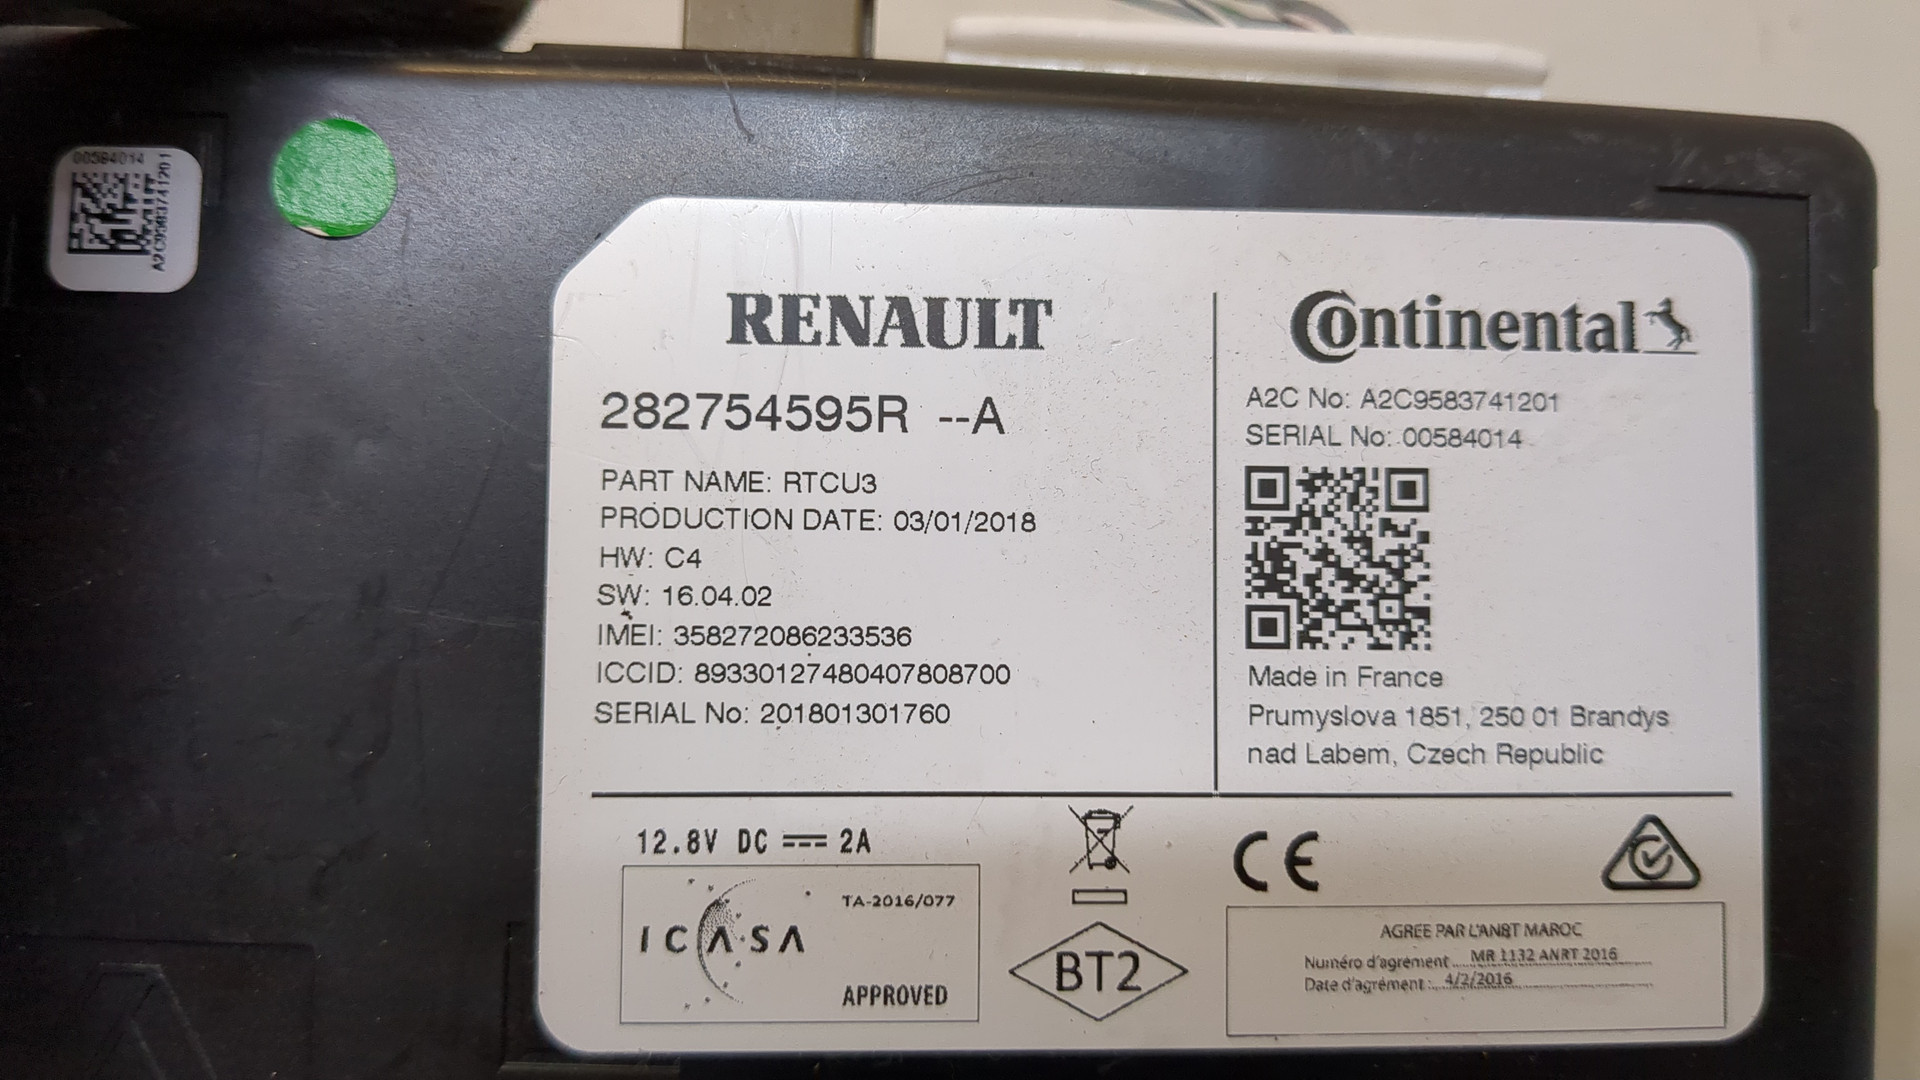 00584014
A2C9583741201
RENAULT
282754595R --A
PART NAME: RTCU3
PRODUCTION DATE: 03/01/2018
HW: C4
SW: 16.04.02
IMEI: 358272086233536
ICCID: 89330127480407808700
SERIAL No: 201801301760
Continental
A2C No: A2C9583741201
SERIAL No: 00584014
Made in France
Prumyslova 1851, 250 01 Brandys
nad Labem, Czech Republic
12.8V DC 2A
TA-2016/077
ICASA
APPROVED
BT2
CE
AGREE PAR L'ANRT MAROC
Numéro d'agrement MR 1132 ANRT 2016
Date d'agrément: 4/2/2016